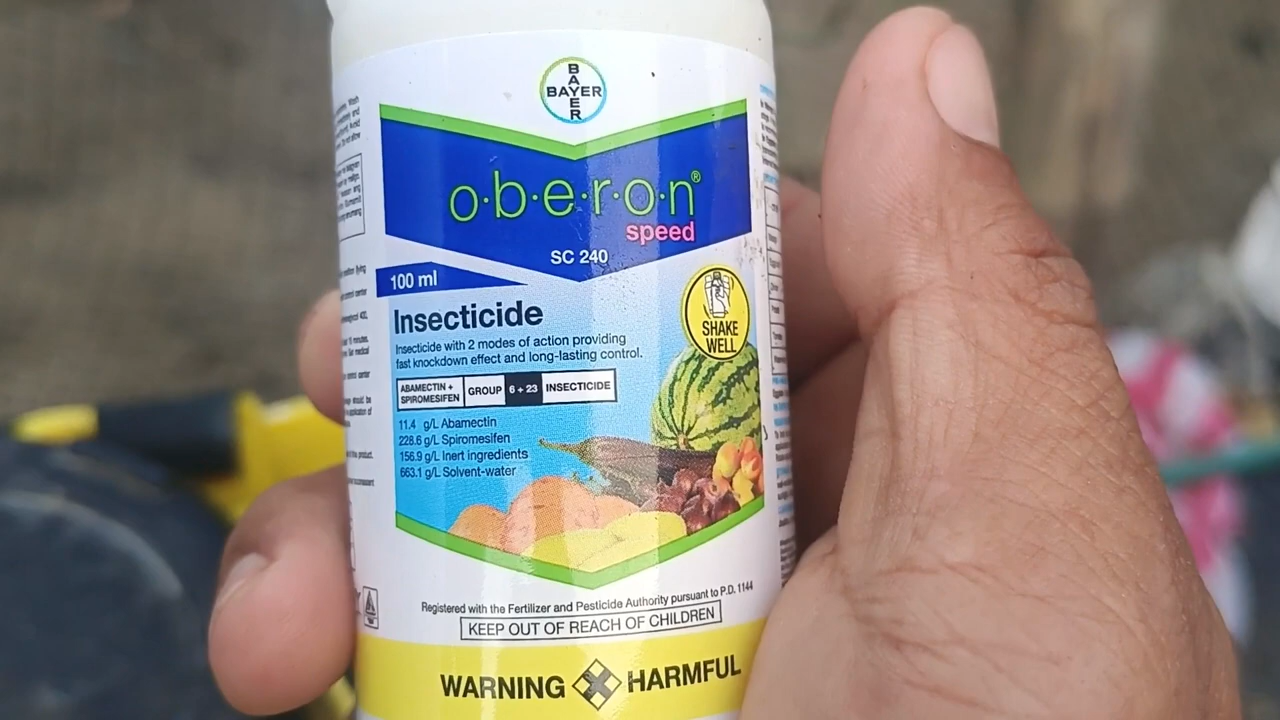 BAYER
BAYER
o·b·e·r·o·n®
speed
SC 240
100 ml
Insecticide
SHAKE
WELL
Insecticide with 2 modes of action providing
fast knockdown effect and long-lasting control.
ABAMECTIN +
SPIROMESIFEN
GROUP 6 + 23 INSECTICIDE
11.4 g/L Abamectin
228.6 g/L Spiromesifen
156.9 g/L Inert ingredients
663.1 g/L Solvent-water
Registered with the Fertilizer and Pesticide Authority pursuant to P.D. 1144
KEEP OUT OF REACH OF CHILDREN
WARNING HARMFUL